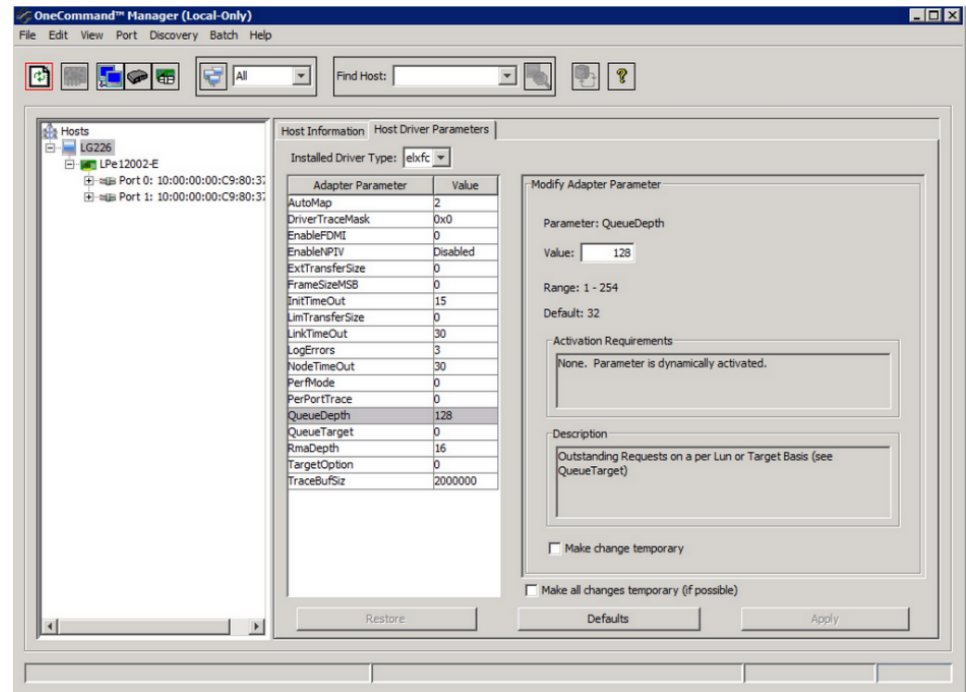 OneCommand™ Manager (Local-Only)
File Edit View Port Discovery Batch Help
All
Find Host:
Hosts
LG226
LPe12002-E
Port 0: 10:00:00:00:C9:80:37
Port 1: 10:00:00:00:C9:80:3
Host Information Host Driver Parameters
Installed Driver Type: elxfc
Adapter Parameter Value
AutoMap 2
DriverTraceMask 0x0
EnableFDMI 0
EnableNPIV Disabled
ExtTransferSize 0
FrameSizeMSB 0
InitTimeOut 15
LimTransferSize 0
LinkTimeOut 30
LogErrors 3
NodeTimeOut 30
PerfMode 0
PerPortTrace 0
QueueDepth 128
QueueTarget 0
RmaDepth 16
TargetOption 0
TraceBufSiz 2000000
Modify Adapter Parameter
Parameter: QueueDepth
Value: 128
Range: 1 - 254
Default: 32
Activation Requirements
None. Parameter is dynamically activated.
Description
Outstanding Requests on a per Lun or Target Basis (see
QueueTarget)
Make change temporary
Make all changes temporary (if possible)
Restore Defaults Apply